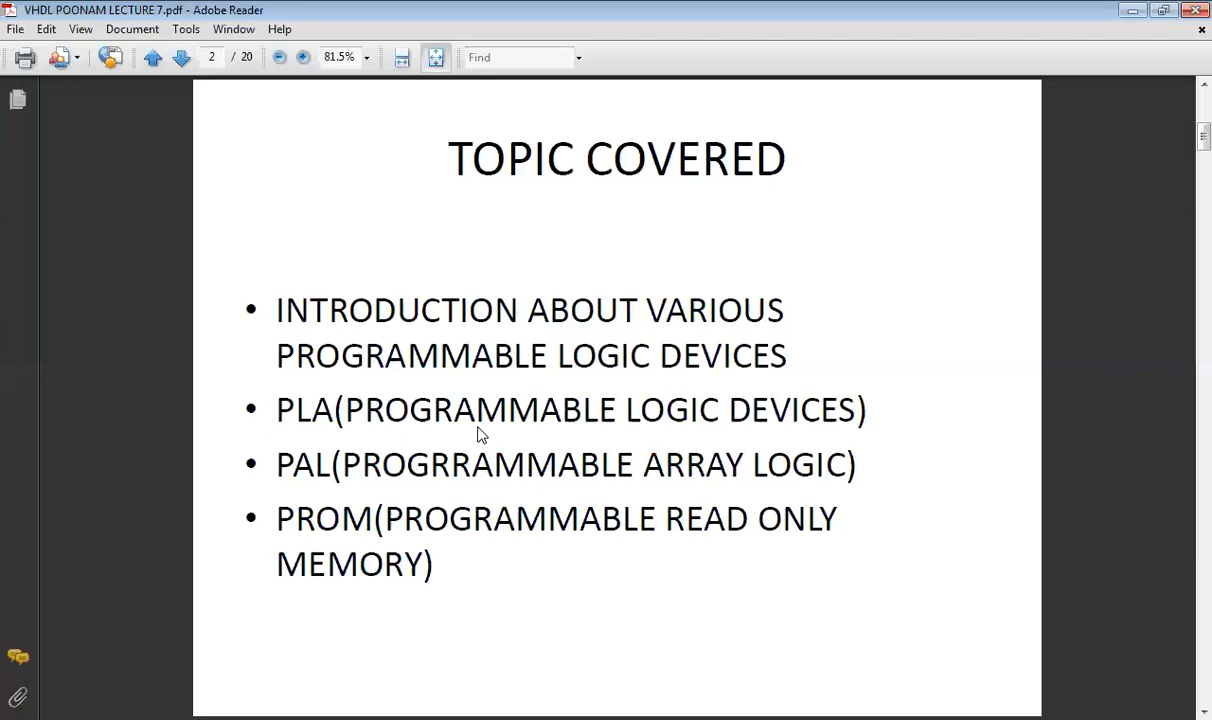 VHDL POONAM LECTURE 7.pdf - Adobe Reader
File Edit View Document Tools Window Help
2 / 20 81.5% Find
TOPIC COVERED
• INTRODUCTION ABOUT VARIOUS
PROGRAMMABLE LOGIC DEVICES
• PLA(PROGRAMMABLE LOGIC DEVICES)
• PAL(PROGRRAMMABLE ARRAY LOGIC)
• PROM(PROGRAMMABLE READ ONLY
MEMORY)